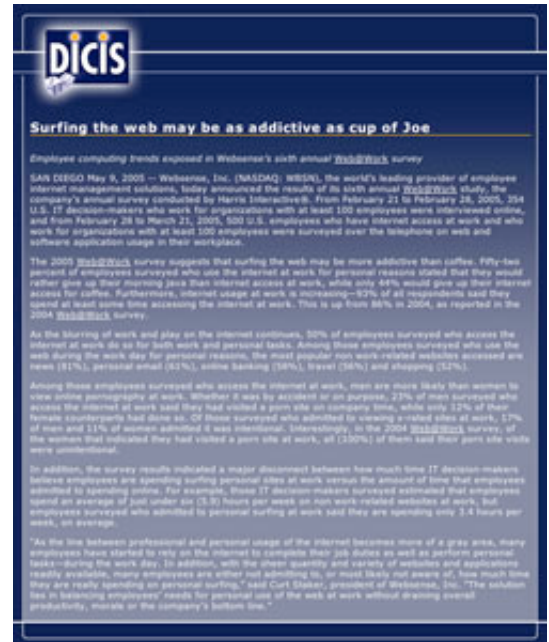 DICIS
Surfing the web may be as addictive as cup of Joe
Employee computing trends exposed in Websense's sixth annual Web@Work survey
SAN DIEGO May 9, 2005 — Websense, Inc. (NASDAQ: WBSN), the world's leading provider of employee
internet management solutions, today announced the results of its sixth annual Web@Work study, the
company's annual survey conducted by Harris Interactive®. From February 21 to February 28, 2005, 354
U.S. IT decision-makers who work for organizations with at least 100 employees were interviewed online,
and from February 28 to March 21, 2005, 500 U.S. employees who have internet access at work and who
work for organizations with at least 100 employees were surveyed over the telephone on web and
software application usage in their workplace.
The 2005 Web@Work survey suggests that surfing the web may be more addictive than coffee. Fifty-two
percent of employees surveyed who use the internet at work for personal reasons stated that they would
rather give up their morning java than internet access at work, while only 44% would give up their internet
access for coffee. Furthermore, internet usage at work is increasing—93% of all respondents said they
spend at least some time accessing the internet at work. This is up from 86% in 2004, as reported in the
2004 Web@Work survey.
As the blurring of work and play on the internet continues, 50% of employees surveyed who access the
internet at work do so for both work and personal tasks. Among those employees surveyed who use the
web during the work day for personal reasons, the most popular non work-related websites accessed are
news (81%), personal email (61%), online banking (58%), travel (56%) and shopping (52%).
Among those employees surveyed who access the internet at work, men are more likely than women to
view online pornography at work. Whether it was by accident or on purpose, 23% of men surveyed who
access the internet at work said they had visited a porn site on company time, while only 12% of their
female counterparts had done so. Of those surveyed who admitted to viewing x-rated sites at work, 17%
of men and 11% of women admitted it was intentional. Interestingly, in the 2004 Web@Work survey, of
the women that indicated they had visited a porn site at work, all (100%) of them said their porn site visits
were unintentional.
In addition, the survey results indicated a major disconnect between how much time IT decision-makers
believe employees are spending surfing personal sites at work versus the amount of time that employees
admitted to spending online. For example, those IT decision-makers surveyed estimated that employees
spend an average of just under six (5.9) hours per week on non work-related websites at work, but
employees surveyed who admitted to personal surfing at work said they are spending only 3.4 hours per
week, on average.
"As the line between professional and personal usage of the internet becomes more of a gray area, many
employees have started to rely on the internet to complete their job duties as well as perform personal
tasks—during the work day. In addition, with the sheer quantity and variety of websites and applications
readily available, many employees are either not admitting to, or most likely not aware of, how much time
they are really spending on personal surfing," said Curt Staker, president of Websense, Inc. "The solution
lies in balancing employees' needs for personal use of the web at work without draining overall
productivity, morale or the company's bottom line."